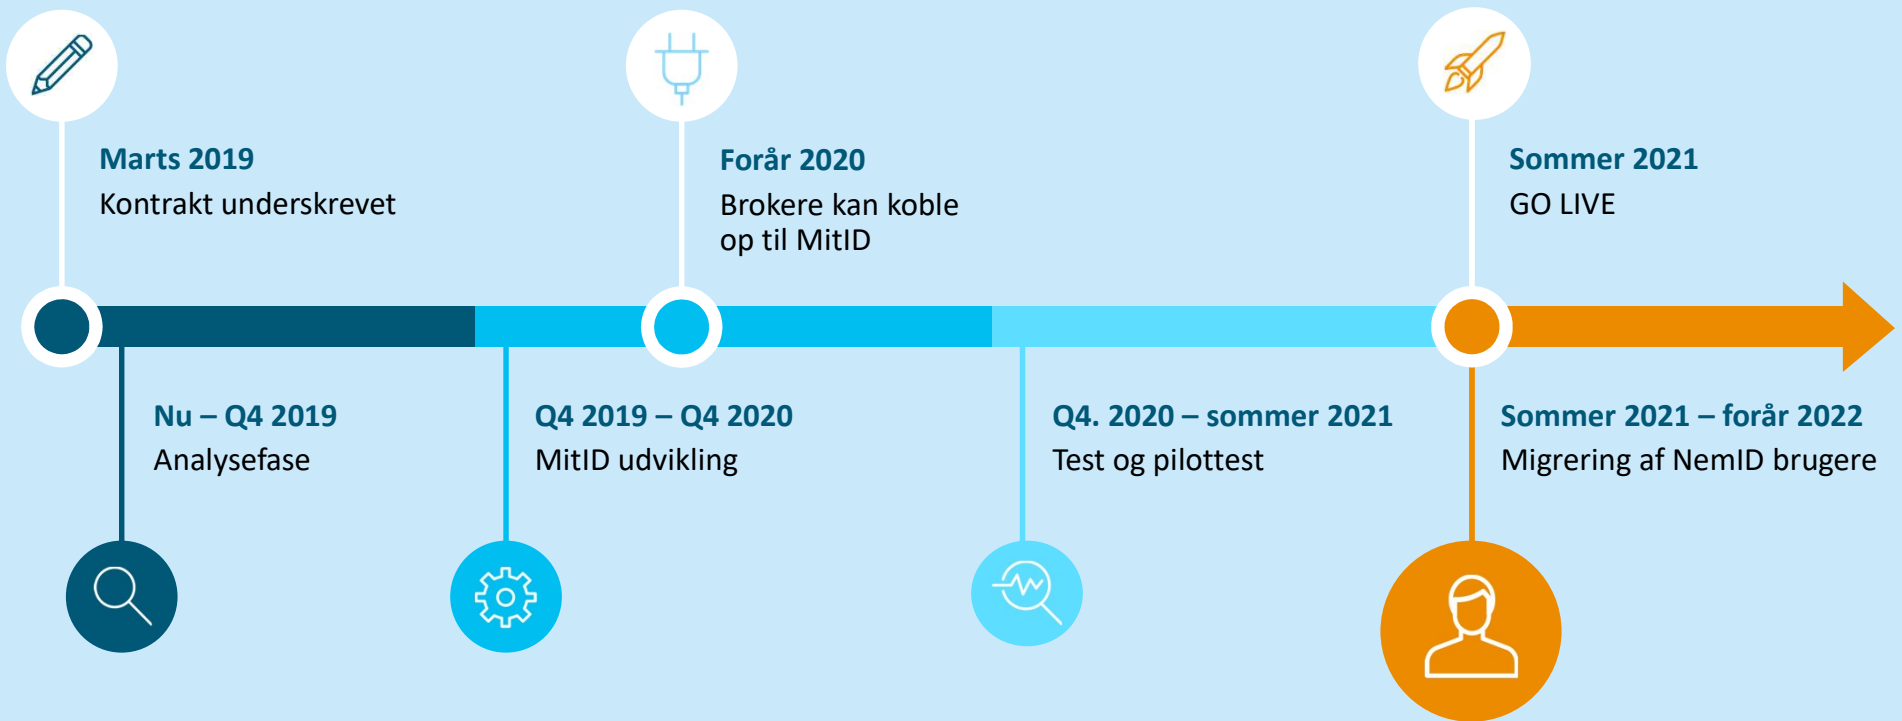 Marts 2019
Kontrakt underskrevet
Forår 2020
Brokere kan koble
op til MitID
Sommer 2021
GO LIVE
Nu – Q4 2019
Analysefase
Q4 2019 – Q4 2020
MitID udvikling
Q4. 2020 – sommer 2021
Test og pilottest
Sommer 2021 – forår 2022
Migrering af NemID brugere